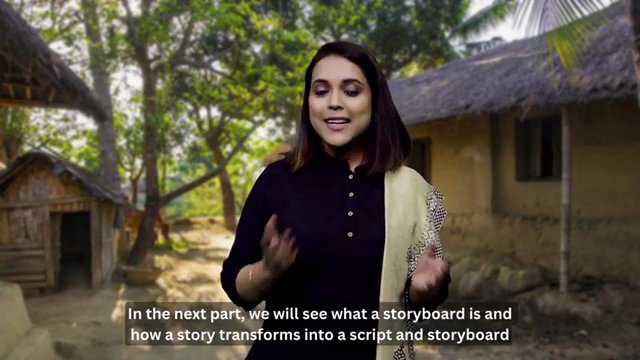 In the next part, we will see what a storyboard is and
how a story transforms into a script and storyboard